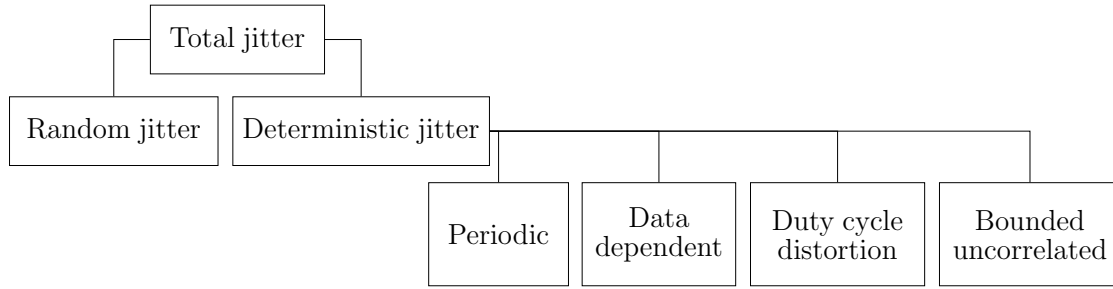 Total jitter
Random jitter
Deterministic jitter
Periodic
Data
dependent
Duty cycle
distortion
Bounded
uncorrelated